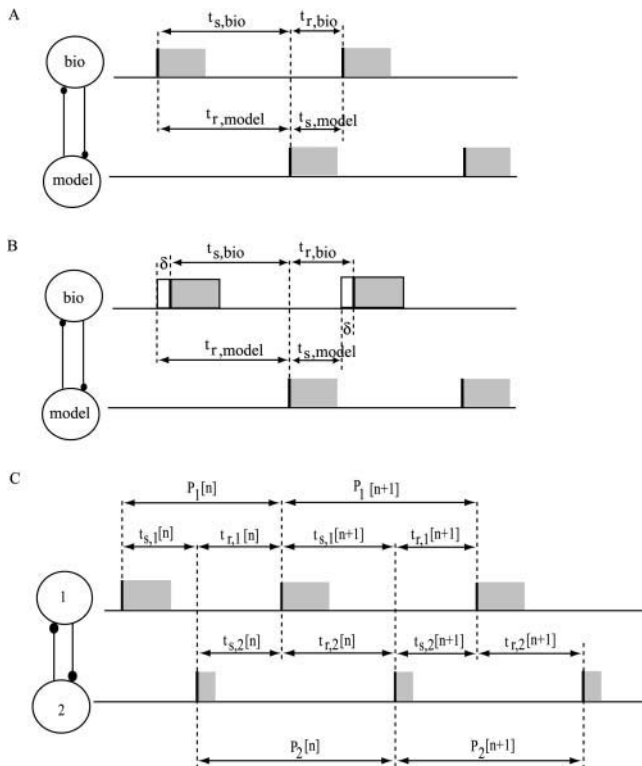 A
t_s,bio t_r,bio
bio
t_r,model t_s,model
model
B
t_s,bio t_r,bio
δ
bio
δ
t_r,model t_s,model
model
C
P_1[n] P_1[n+1]
t_s,1[n] t_r,1[n] t_s,1[n+1] t_r,1[n+1]
1
t_s,2[n] t_r,2[n] t_s,2[n+1] t_r,2[n+1]
2
P_2[n] P_2[n+1]